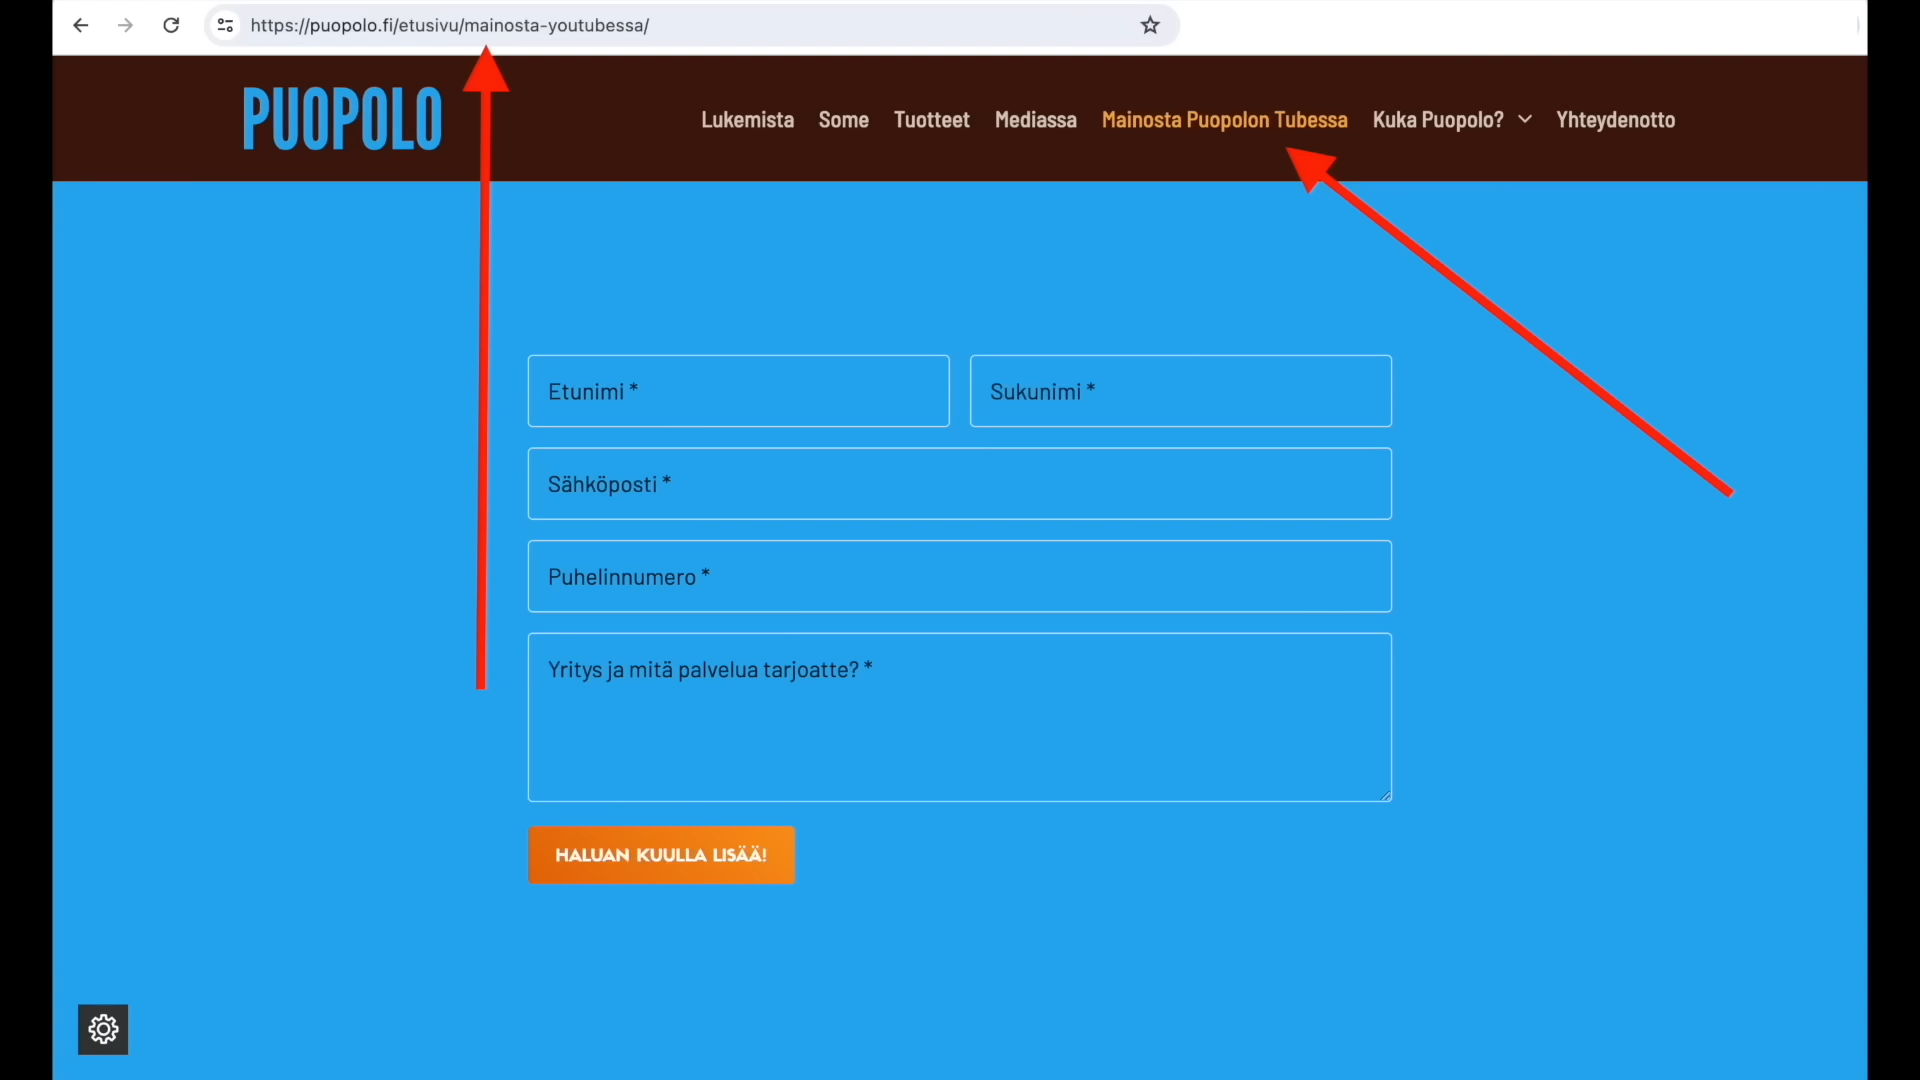 https://puopolo.fi/etusivu/mainosta-youtubessa/
PUOPOLO
Lukemista Some Tuotteet Mediassa Mainosta Puopolon Tubessa Kuka Puopolo? Yhteydenotto
Etunimi * Sukunimi *
Sähköposti *
Puhelinnumero *
Yritys ja mitä palvelua tarjoatte? *
HALUAN KUULLA LISÄÄ!